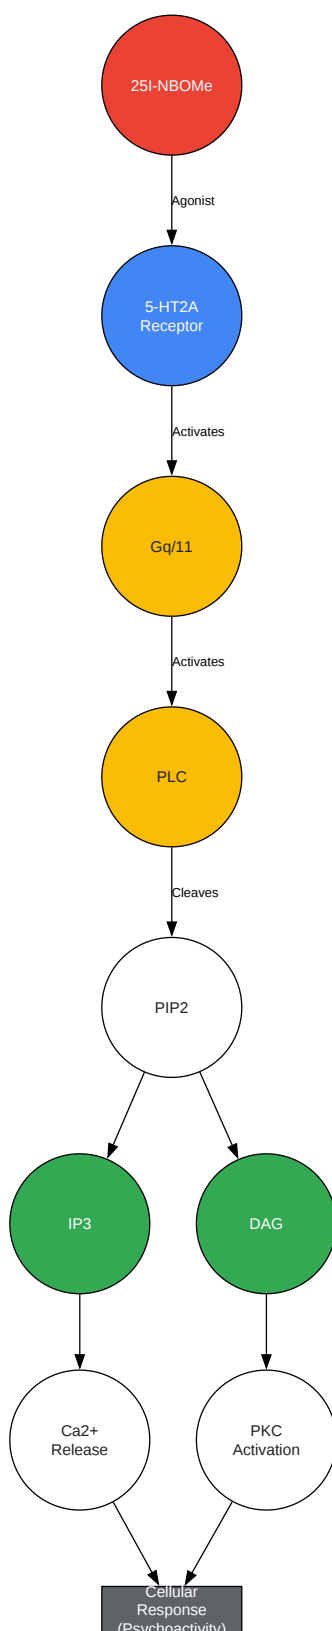 25I-NBOMe
Agonist
5-HT2A
Receptor
Activates
Gq/11
Activates
PLC
Cleaves
PIP2
IP3
DAG
Ca2+
Release
PKC
Activation
Cellular
Response
(Psychoactivity)